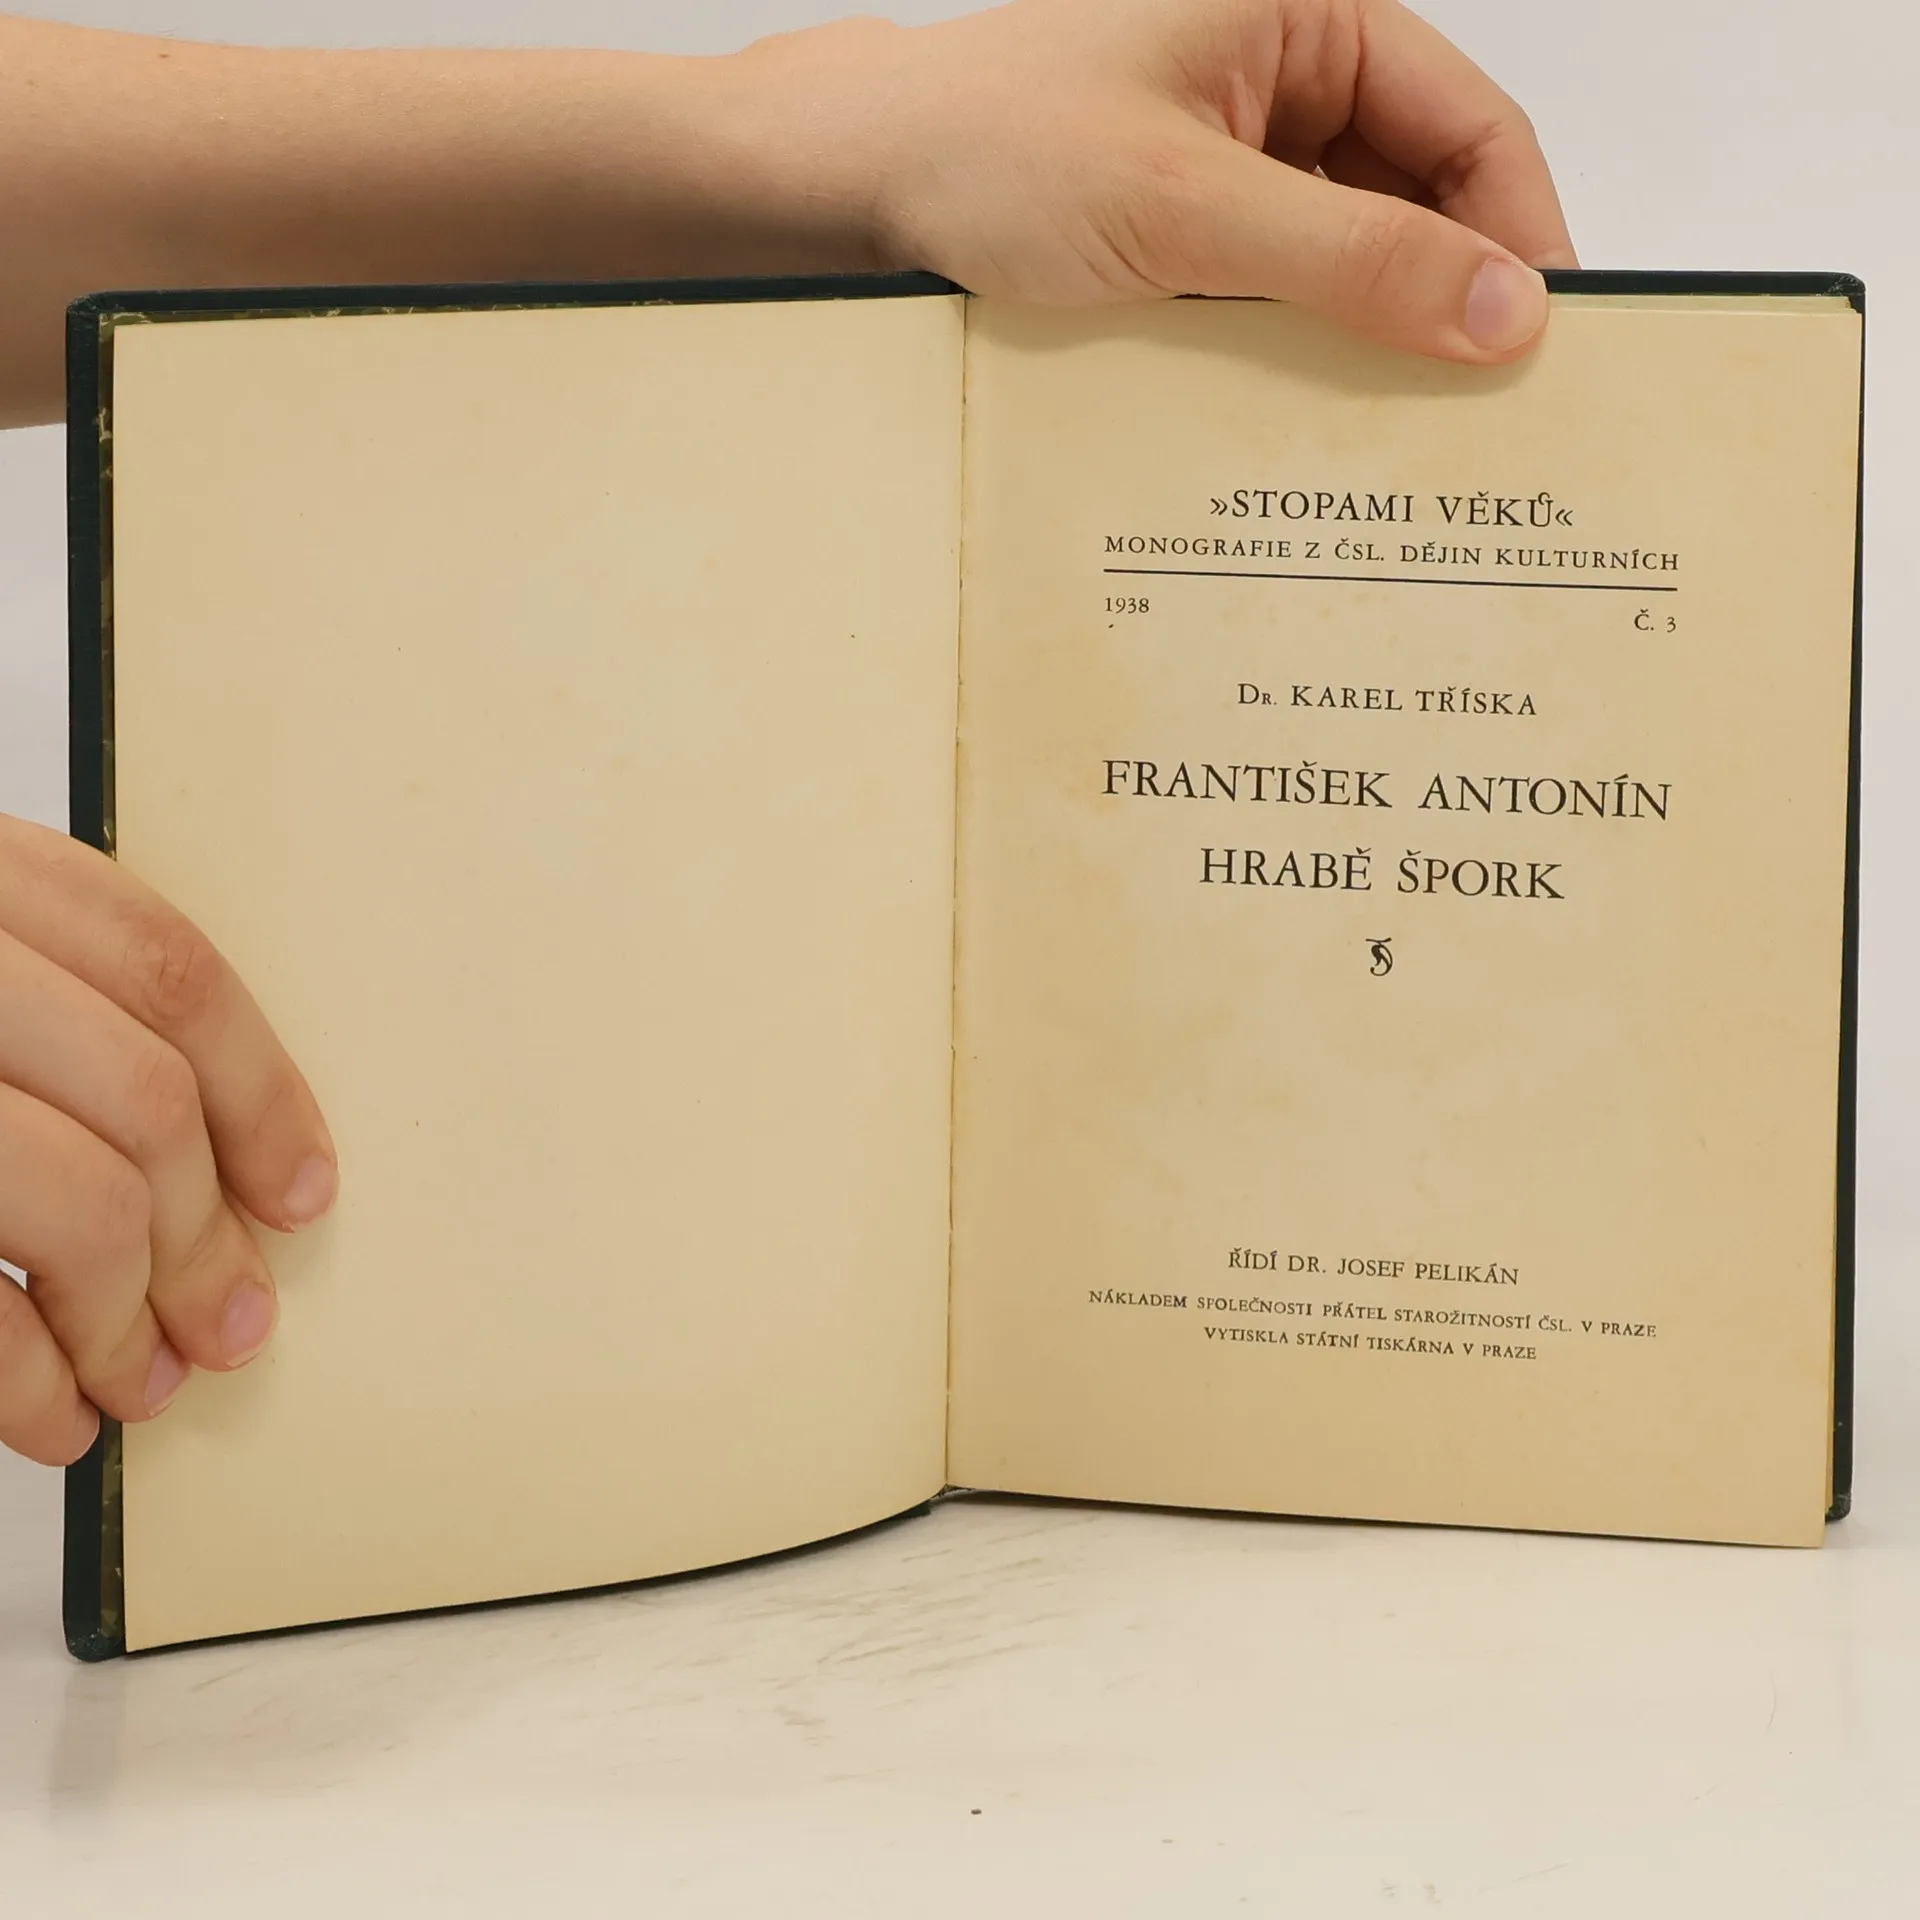 »STOPAMI VĚKŮ«
MONOGRAFIE Z ČSL. DĚJIN KULTURNÍCH
1938 Č. 3
DR. KAREL TŘÍSKA
FRANTIŠEK ANTONÍN
HRABĚ ŠPORK
ŘÍDÍ DR. JOSEF PELIKÁN
NÁKLADEM SPOLEČNOSTI PŘÁTEL STAROŽITNOSTÍ ČSL. V PRAZE
VYTISKLA STÁTNÍ TISKÁRNA V PRAZE